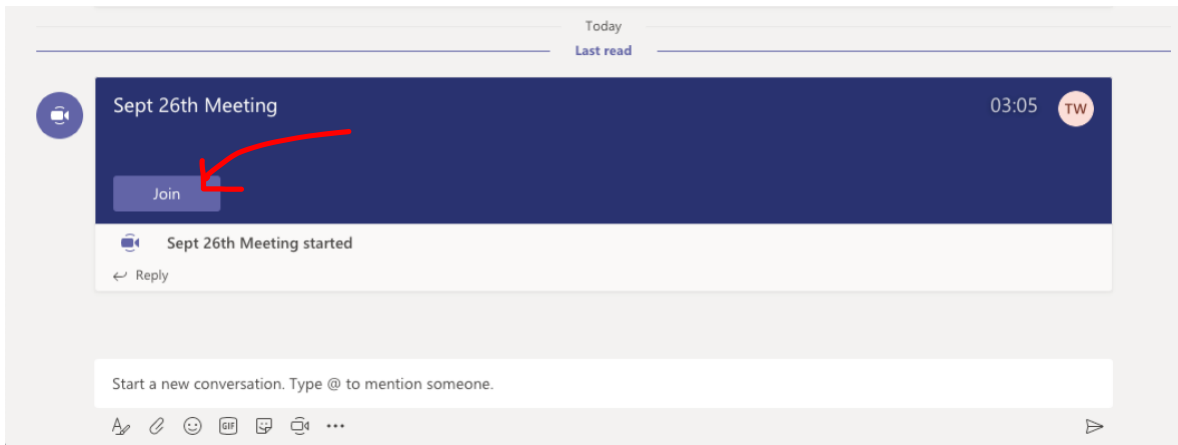 Today
Last read
Sept 26th Meeting 03:05 TW
Join
Sept 26th Meeting started
Reply
Start a new conversation. Type @ to mention someone.
GIF